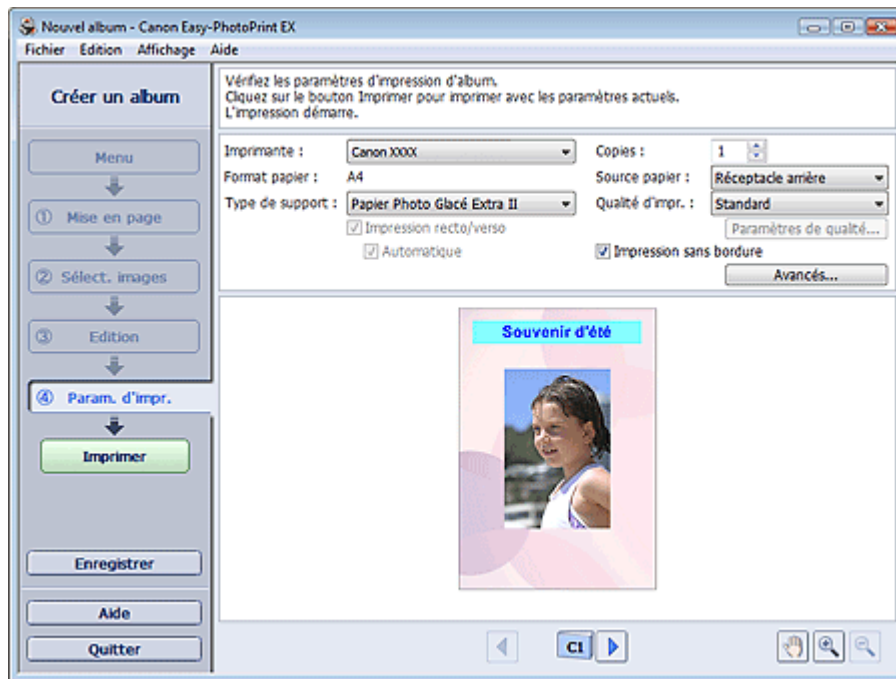 Nouvel album - Canon Easy-PhotoPrint EX
Fichier Edition Affichage Aide
Créer un album
Menu
① Mise en page
② Sélect. images
③ Edition
④ Param. d'impr.
Imprimer
Enregistrer
Aide
Quitter
Vérifiez les paramètres d'impression d'album.
Cliquez sur le bouton Imprimer pour imprimer avec les paramètres actuels.
L'impression démarre.
Imprimante : Canon XXXX Copies : 1
Format papier : A4 Source papier : Réceptacle arrière
Type de support : Papier Photo Glacé Extra II Qualité d'impr. : Standard
Impression recto/verso Paramètres de qualité...
Automatique Impression sans bordure
Avancés...
Souvenir d'été
C1